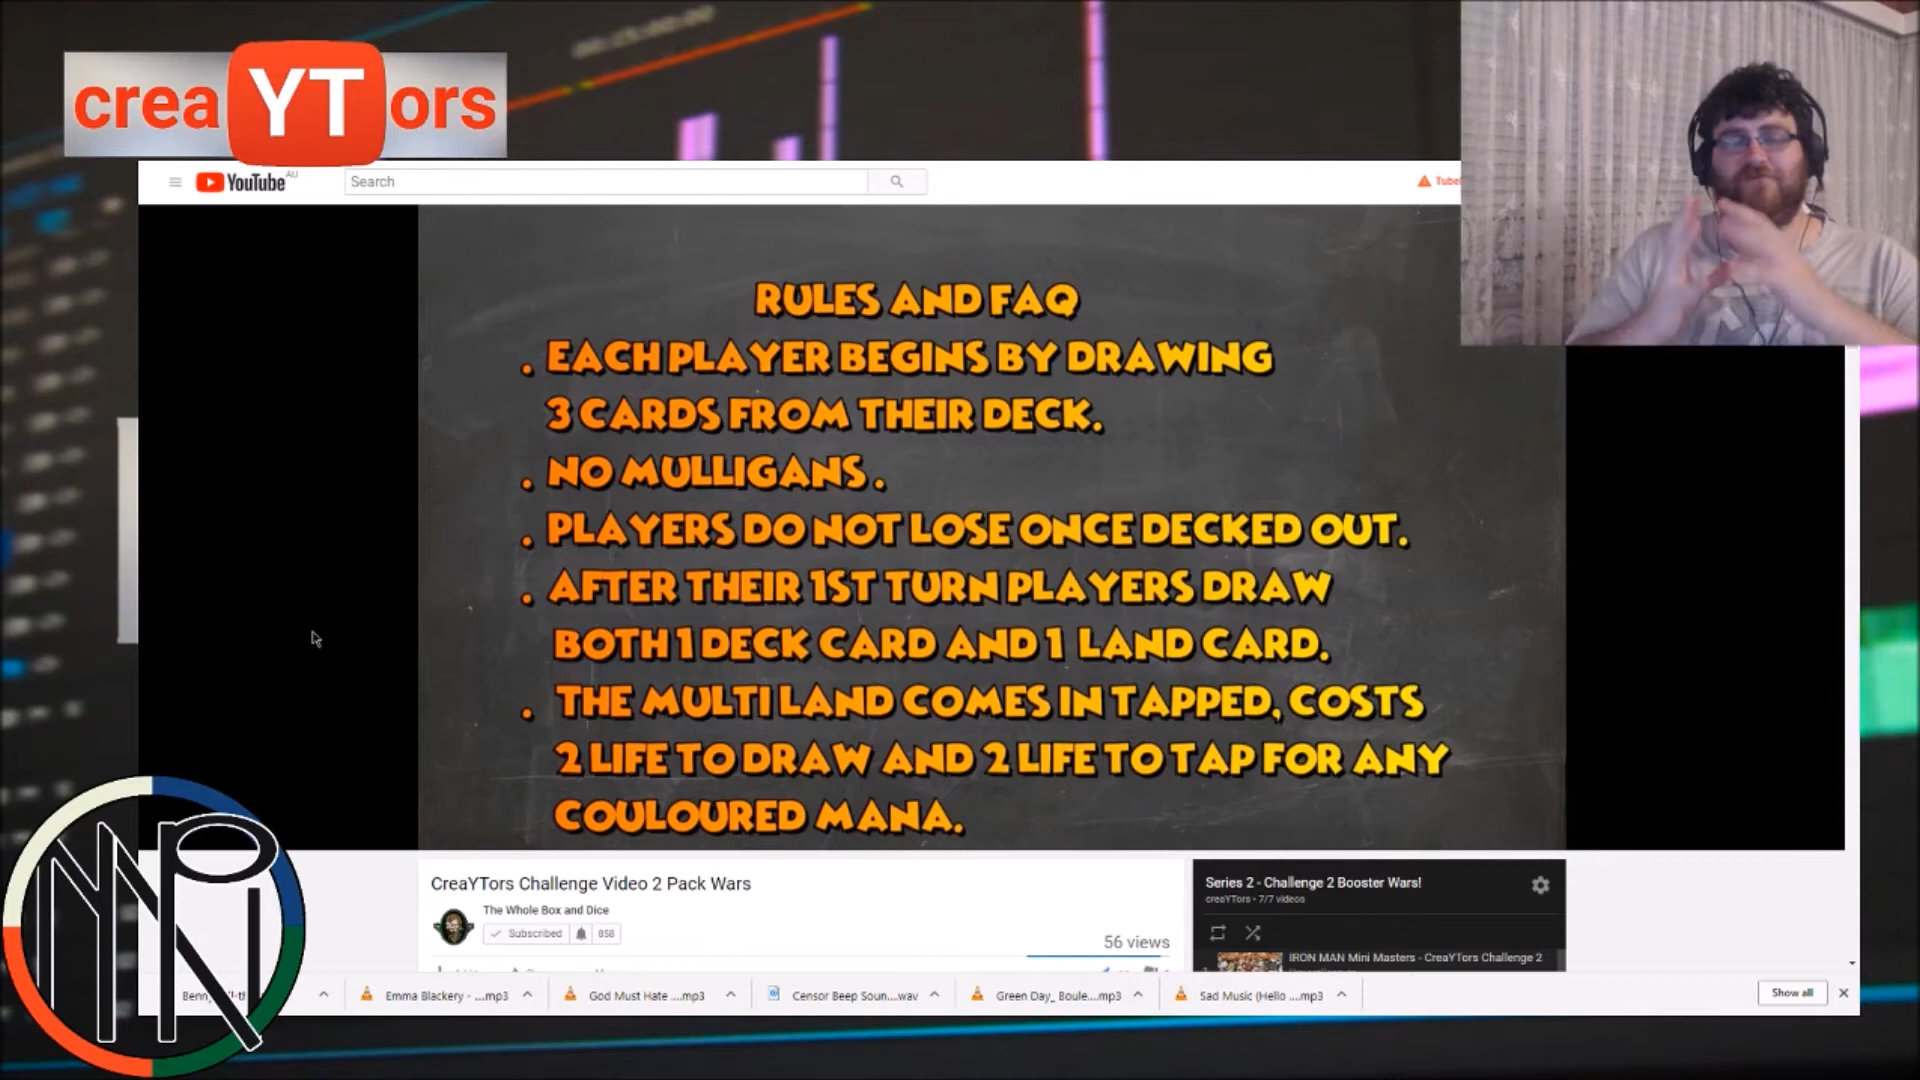 creaYTors
YouTube AU
Search
RULES AND FAQ
. EACH PLAYER BEGINS BY DRAWING
3 CARDS FROM THEIR DECK.
. NO MULLIGANS.
. PLAYERS DO NOT LOSE ONCE DECKED OUT.
. AFTER THEIR 1ST TURN PLAYERS DRAW
BOTH 1 DECK CARD AND 1 LAND CARD.
. THE MULTI LAND COMES IN TAPPED, COSTS
2 LIFE TO DRAW AND 2 LIFE TO TAP FOR ANY
COULOURED MANA.
CreaYTors Challenge Video 2 Pack Wars
The Whole Box and Dice
Subscribed 858
56 views
Series 2 - Challenge 2 Booster Wars!
creaYTors - 7/7 videos
IRON MAN Mini Masters - CreaYTors Challenge 2
Emma Blackery - ....mp3
God Must Hate ....mp3
Censor Beep Soun...wav
Green Day_ Boule...mp3
Sad Music (Hello ....mp3
Show all